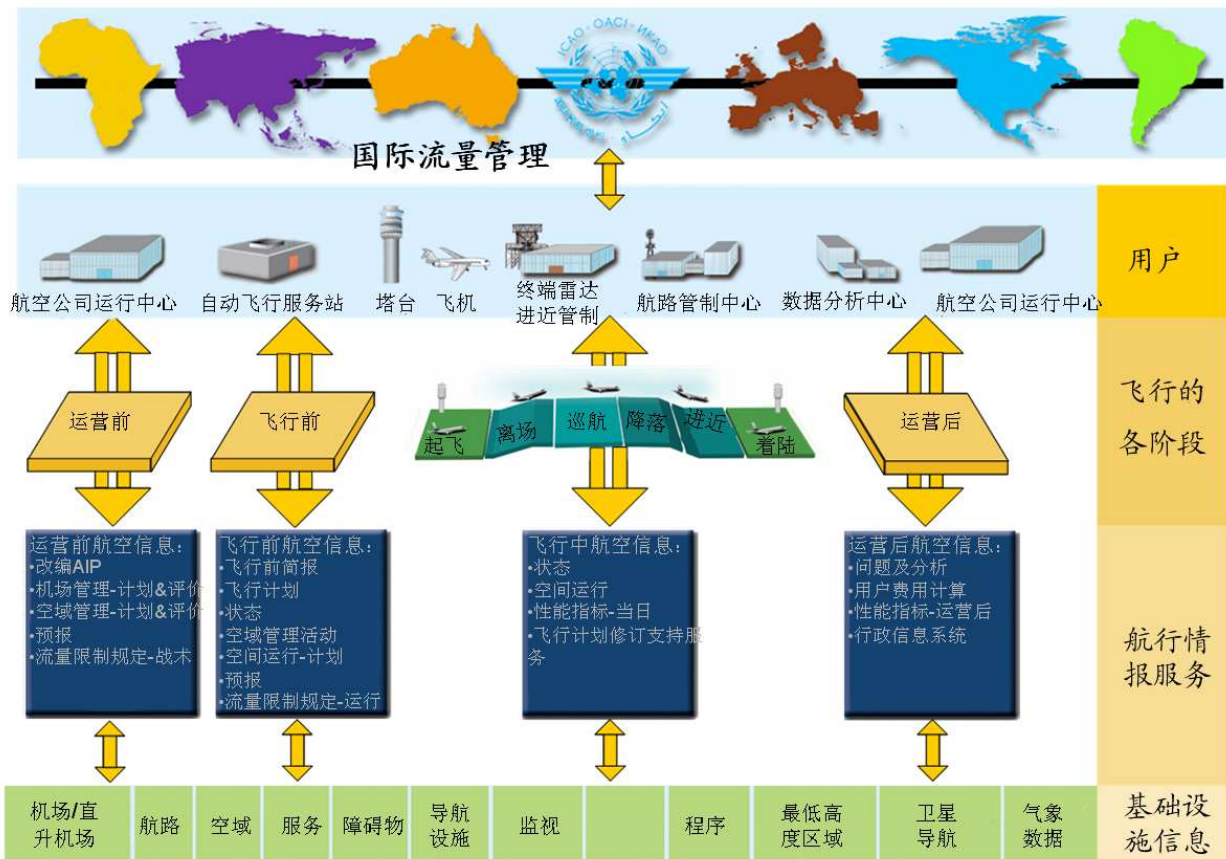 ICAO · OACI · ИКАО
国际流量管理
用户
航空公司运行中心
自动飞行服务站
塔台
飞机
终端雷达
进近管制
航路管制中心
数据分析中心
航空公司运行中心
飞行的
各阶段
运营前
飞行前
起飞
离场
巡航
降落
进近
着陆
运营后
运营前航空信息：
•改编AIP
•机场管理-计划&评价
•空域管理-计划&评价
•预报
•流量限制规定-战术
飞行前航空信息：
•飞行前简报
•飞行计划
•状态
•空域管理活动
•空间运行-计划
•预报
•流量限制规定-运行
飞行中航空信息：
•状态
•空间运行
•性能指标-当日
•飞行计划修订支持服
务
运营后航空信息：
•问题及分析
•用户费用计算
•性能指标-运营后
•行政信息系统
航行情
报服务
机场/直
升机场
航路
空域
服务
障碍物
导航
设施
监视
程序
最低高
度区域
卫星
导航
气象
数据
基础设
施信息